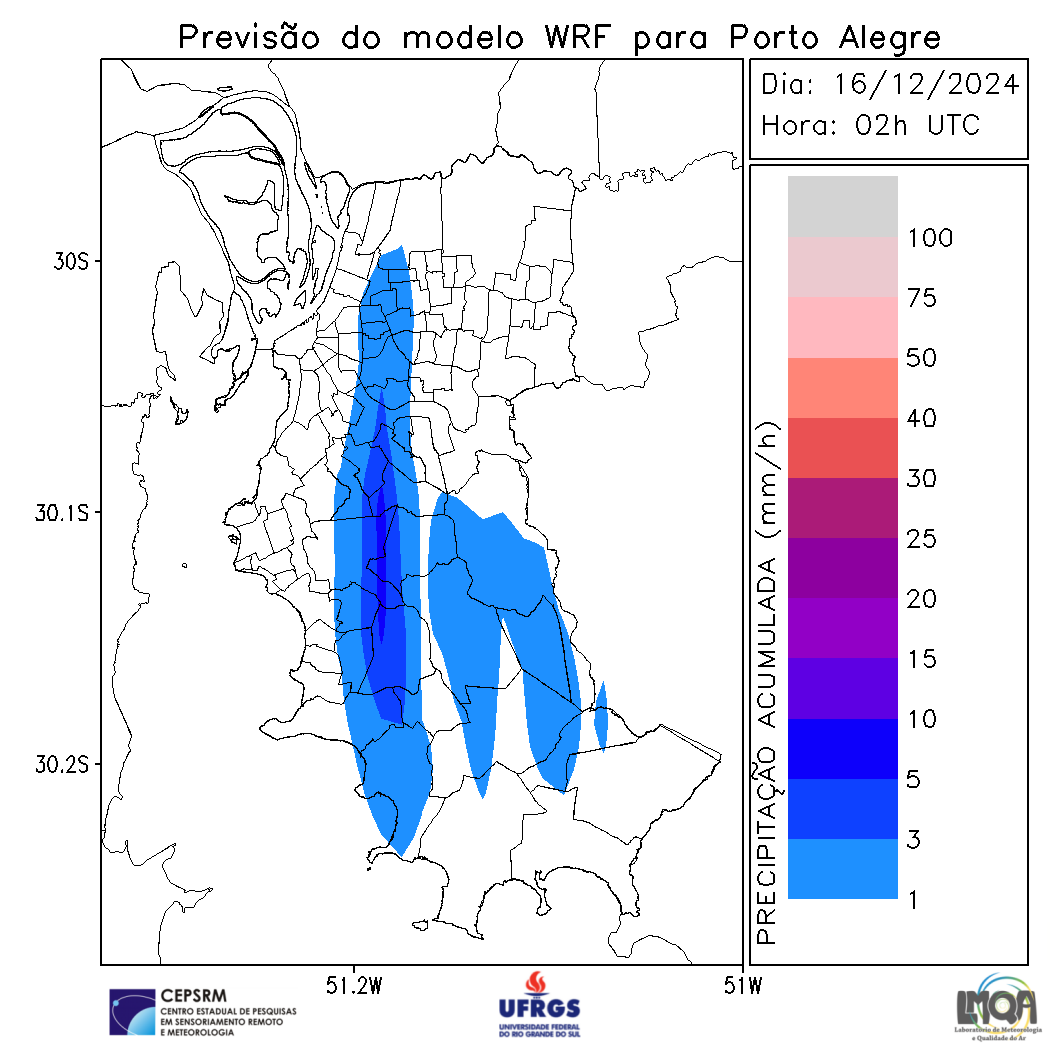 Previsão do modelo WRF para Porto Alegre
Dia: 16/12/2024
Hora: 02h UTC
30S
30.1S
30.2S
51.2W
51W
PRECIPITAÇÃO ACUMULADA (mm/h)
100
75
50
40
30
25
20
15
10
5
3
1
CEPSRM
CENTRO ESTADUAL DE PESQUISAS
EM SENSORIAMENTO REMOTO
E METEOROLOGIA
UFRGS
UNIVERSIDADE FEDERAL
DO RIO GRANDE DO SUL
LMQA
Laboratório de Meteorologia
e Qualidade do Ar